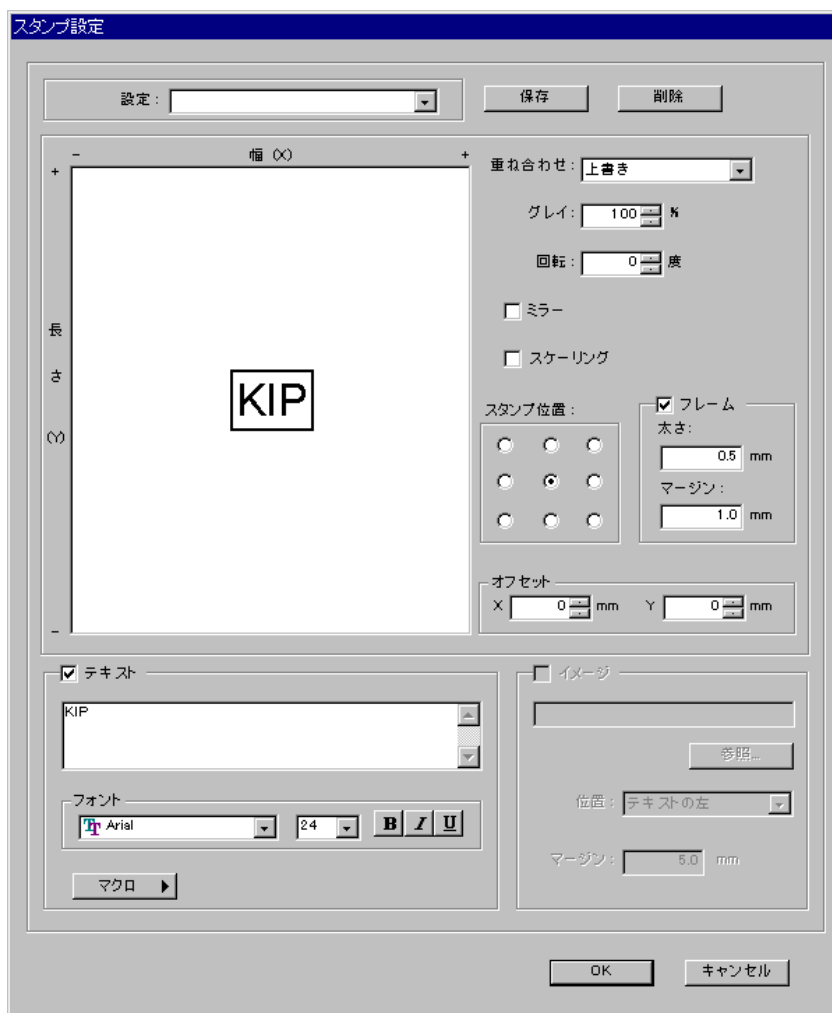 スタンプ設定
設定：
保存
削除
－ 幅 (X) ＋
＋
長さ (Y)
－
KIP
重ね合わせ： 上書き
グレイ： 100 %
回転： 0 度
ミラー
スケーリング
スタンプ位置：
フレーム
太さ：
0.5 mm
マージン：
1.0 mm
オフセット
X 0 mm Y 0 mm
テキスト
KIP
フォント
Arial 24 B I U
マクロ
イメージ
参照...
位置： テキストの左
マージン： 5.0 mm
OK
キャンセル